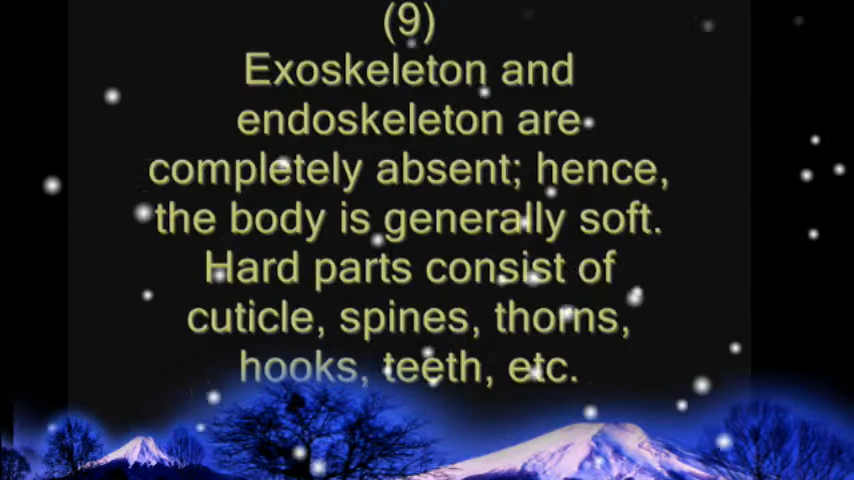 (9)
Exoskeleton and
endoskeleton are
completely absent; hence,
the body is generally soft.
Hard parts consist of
cuticle, spines, thorns,
hooks, teeth, etc.